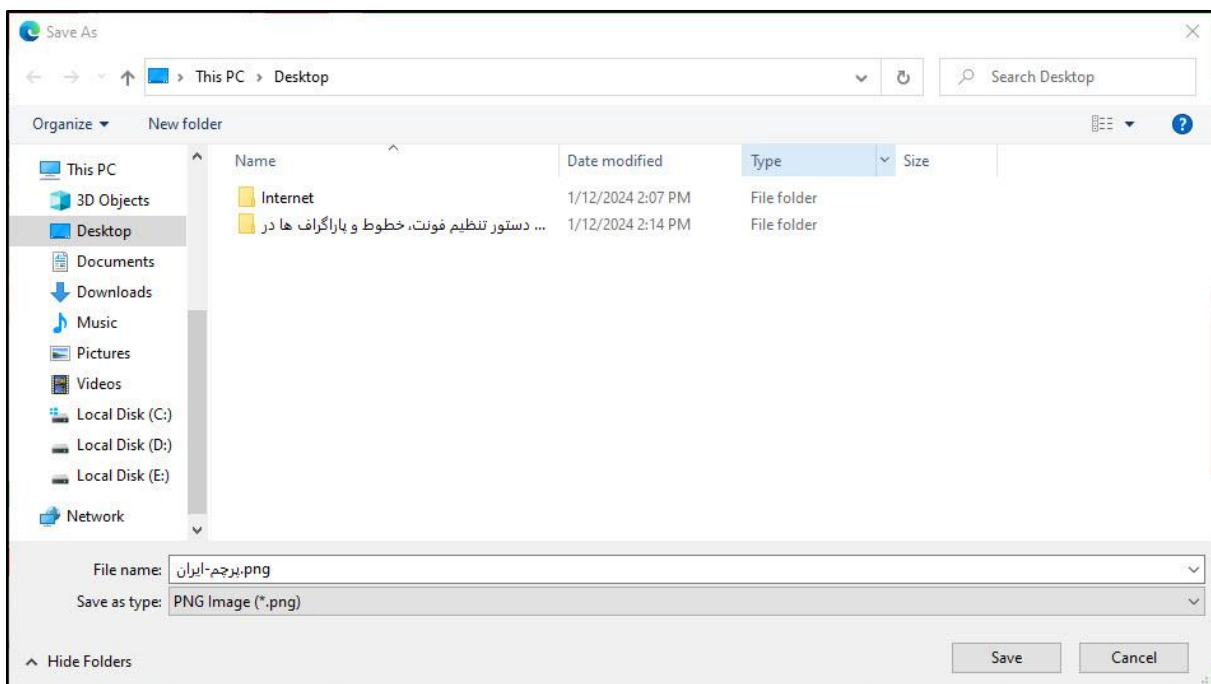 Save As
This PC > Desktop
Search Desktop
Organize
New folder
Name
Date modified
Type
Size
This PC
3D Objects
Desktop
Documents
Downloads
Music
Pictures
Videos
Local Disk (C:)
Local Disk (D:)
Local Disk (E:)
Network
Internet 1/12/2024 2:07 PM File folder
دستور تنظیم فونت، خطوط و پاراگراف ها در ... 1/12/2024 2:14 PM File folder
File name: پرچم-ایران.png
Save as type: PNG Image (*.png)
Hide Folders
Save
Cancel